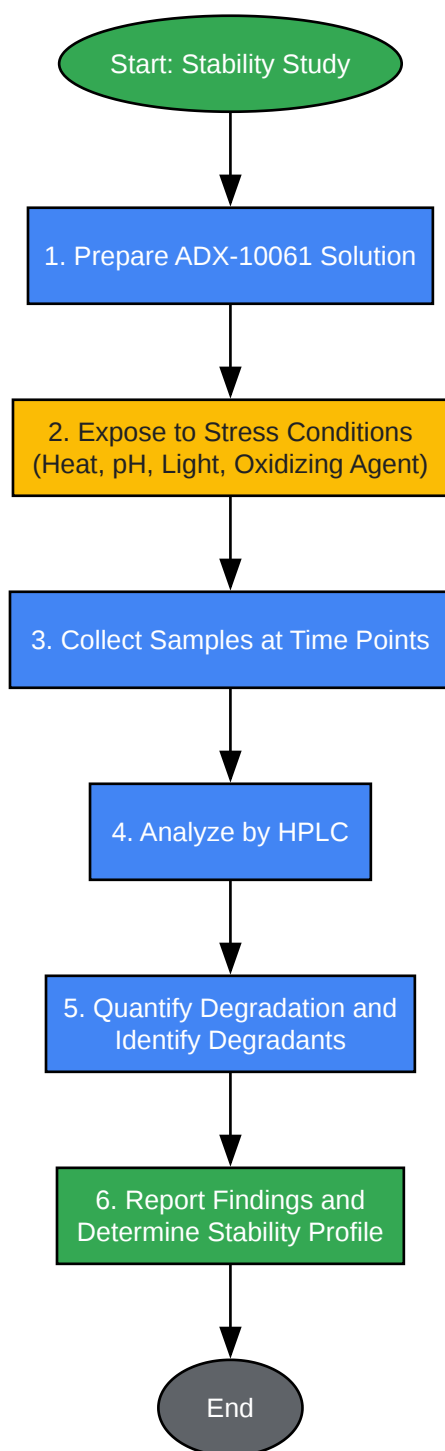 Start: Stability Study
1. Prepare ADX-10061 Solution
2. Expose to Stress Conditions
(Heat, pH, Light, Oxidizing Agent)
3. Collect Samples at Time Points
4. Analyze by HPLC
5. Quantify Degradation and
Identify Degradants
6. Report Findings and
Determine Stability Profile
End